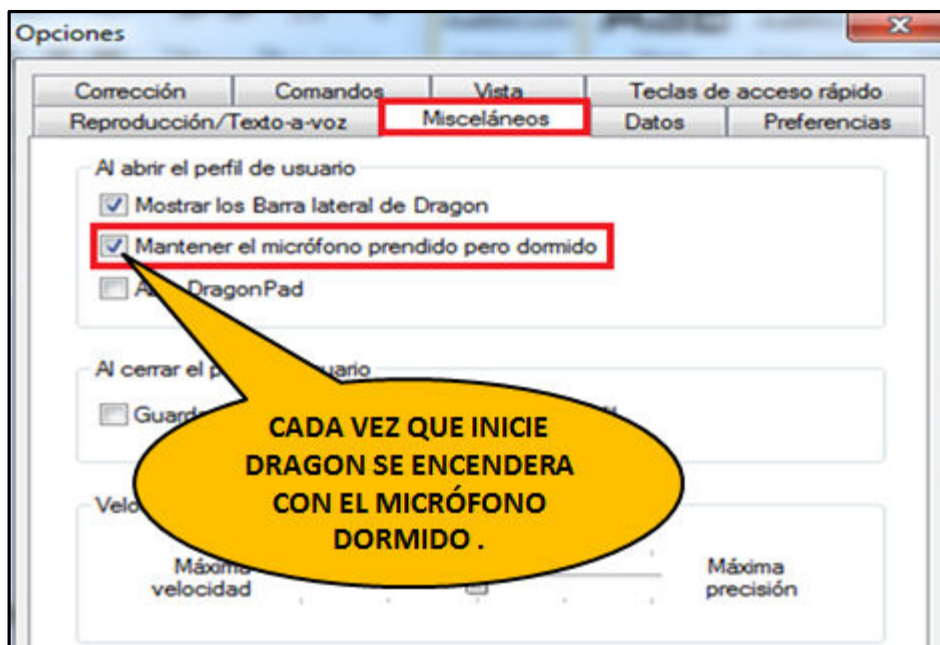 Opciones
Corrección Comandos Vista Teclas de acceso rápido
Reproducción/Texto-a-voz Misceláneos Datos Preferencias
Al abrir el perfil de usuario
Mostrar los Barra lateral de Dragon
Mantener el micrófono prendido pero dormido
DragonPad
Al cerrar el
CADA VEZ QUE INICIE
DRAGON SE ENCENDERA
CON EL MICRÓFONO
DORMIDO .
Máxima
velocidad
Máxima
precisión